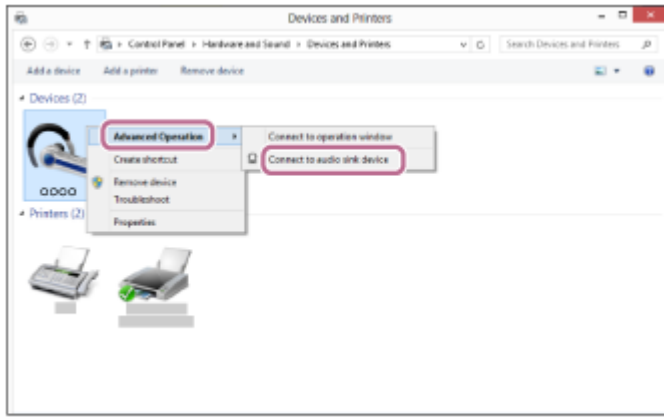 Devices and Printers
Control Panel ▸ Hardware and Sound ▸ Devices and Printers
Search Devices and Printers
Add a device Add a printer Remove device
Devices (2)
Advanced Operation
Connect to operation window
Create shortcut
Connect to audio sink device
Remove device
Troubleshoot
Properties
OOOO
Printers (2)